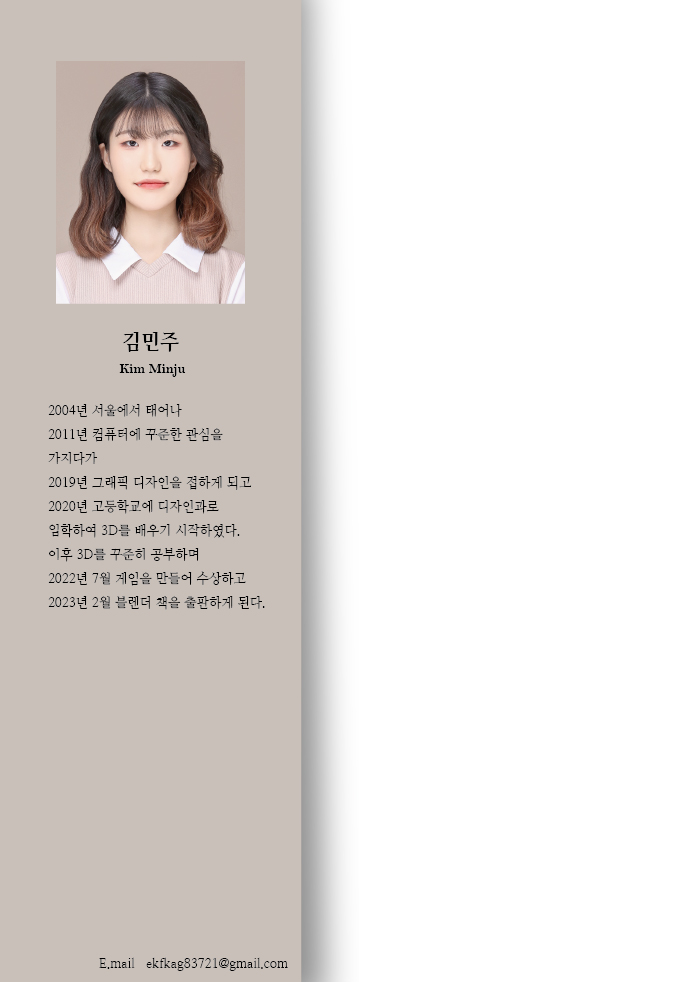 김민주
Kim Minju
2004년 서울에서 태어나
2011년 컴퓨터에 꾸준한 관심을
가지다가
2019년 그래픽 디자인을 접하게 되고
2020년 고등학교에 디자인과로
입학하여 3D를 배우기 시작하였다.
이후 3D를 꾸준히 공부하며
2022년 7월 게임을 만들어 수상하고
2023년 2월 블렌더 책을 출판하게 된다.
E.mail ekfkag83721@gmail.com